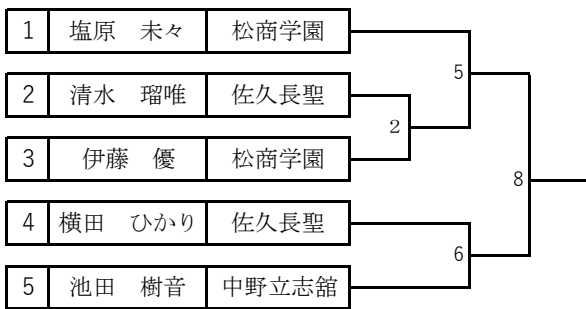 1 塩原　未々 松商学園
5
2 清水　瑠唯 佐久長聖
2
3 伊藤　優 松商学園
8
4 横田　ひかり 佐久長聖
6
5 池田　樹音 中野立志舘